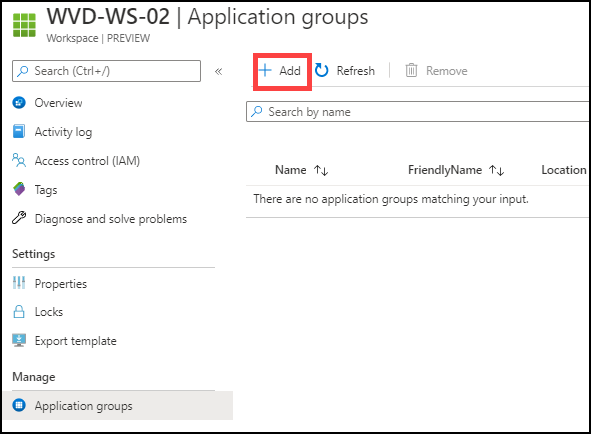 WVD-WS-02 | Application groups
Workspace | PREVIEW
Search (Ctrl+/)
«
Add
Refresh
Remove
Overview
Activity log
Access control (IAM)
Tags
Diagnose and solve problems
Settings
Properties
Locks
Export template
Manage
Application groups
Search by name
Name ↑↓ FriendlyName ↑↓ Location
There are no application groups matching your input.